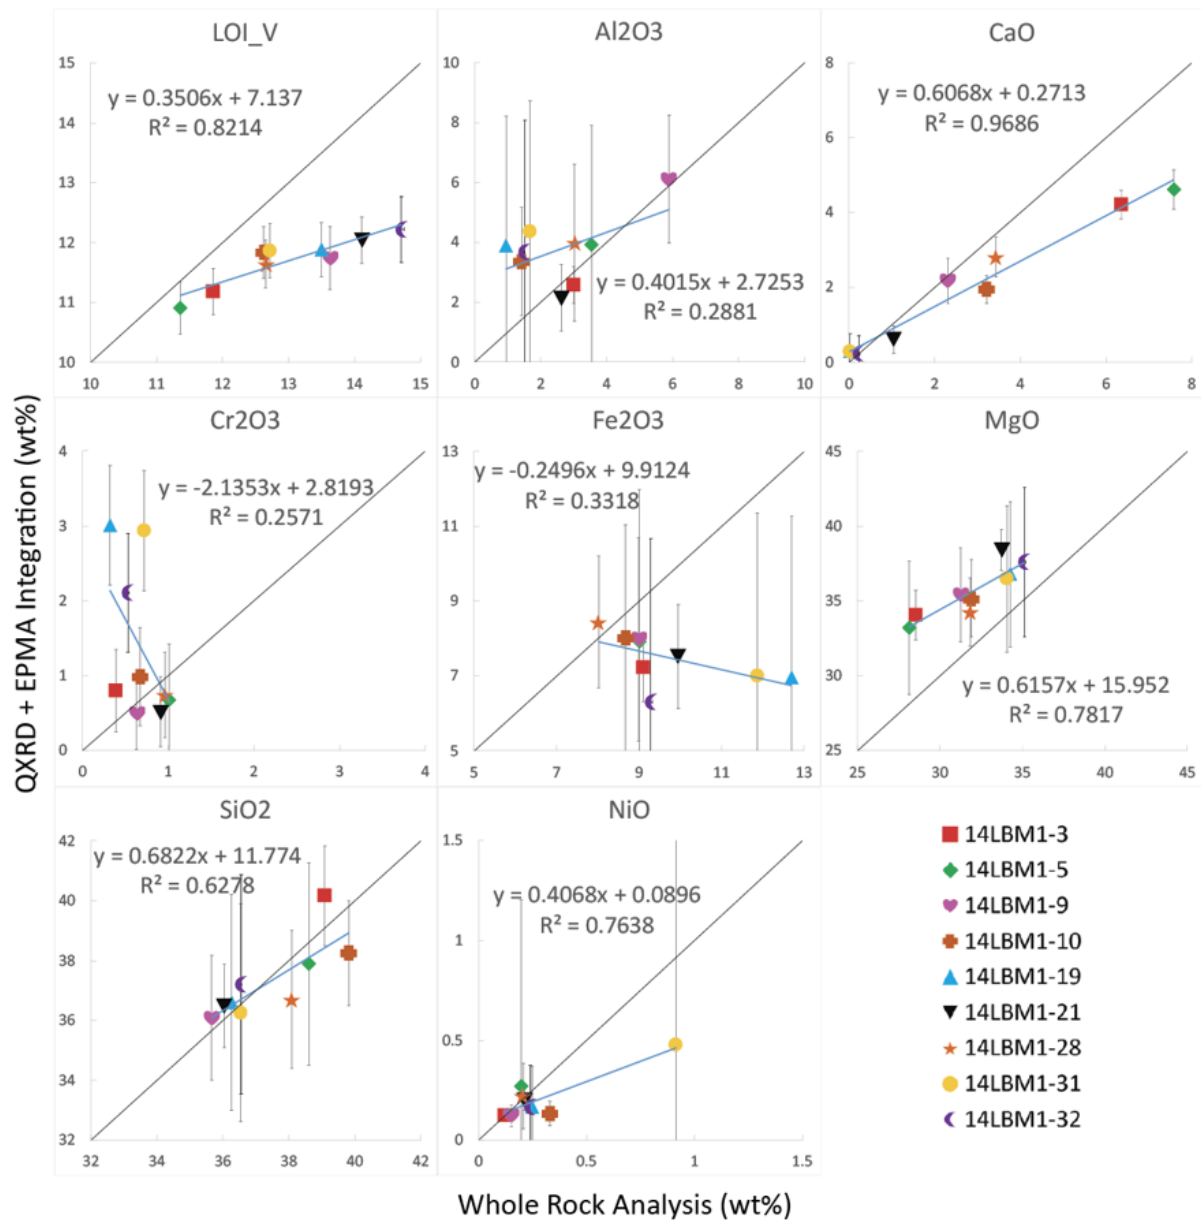 LOI_V
15
14
13
12
11
10
10 11 12 13 14 15
y = 0.3506x + 7.137
R² = 0.8214
Al2O3
10
8
6
4
2
0
0 2 4 6 8 10
y = 0.4015x + 2.7253
R² = 0.2881
CaO
8
6
4
2
0
0 2 4 6 8
y = 0.6068x + 0.2713
R² = 0.9686
Cr2O3
4
3
2
1
0
0 1 2 3 4
y = -2.1353x + 2.8193
R² = 0.2571
Fe2O3
13
11
9
7
5
5 7 9 11 13
y = -0.2496x + 9.9124
R² = 0.3318
MgO
45
40
35
30
25
25 30 35 40 45
y = 0.6157x + 15.952
R² = 0.7817
SiO2
42
40
38
36
34
32
32 34 36 38 40 42
y = 0.6822x + 11.774
R² = 0.6278
NiO
1.5
1
0.5
0
0 0.5 1 1.5
y = 0.4068x + 0.0896
R² = 0.7638
14LBM1-3
14LBM1-5
14LBM1-9
14LBM1-10
14LBM1-19
14LBM1-21
14LBM1-28
14LBM1-31
14LBM1-32
QXRD + EPMA Integration (wt%)
Whole Rock Analysis (wt%)